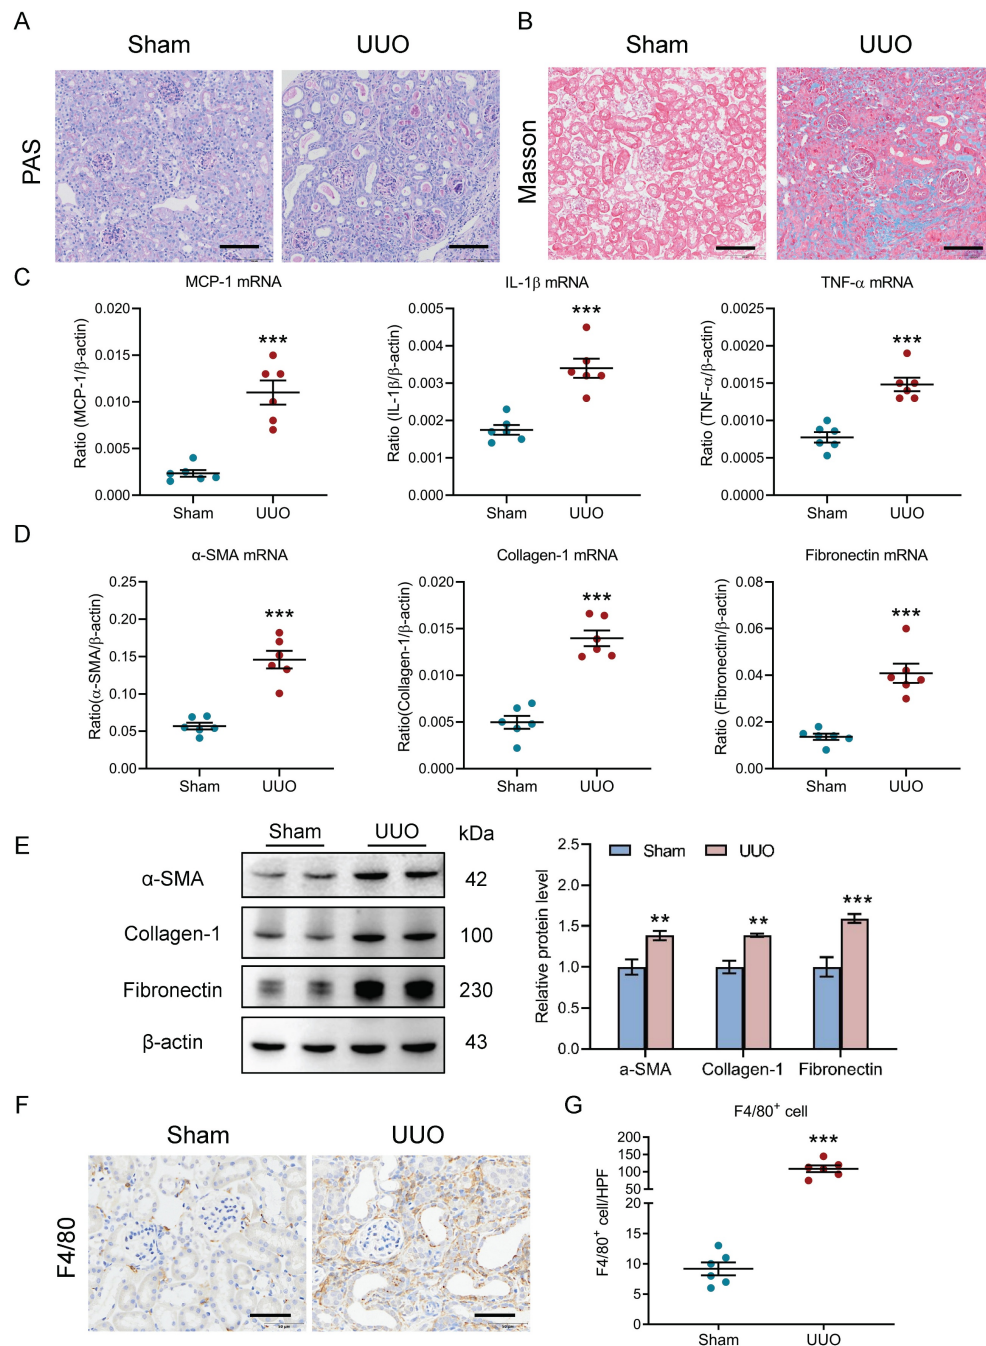 A
B
Sham
UUO
Sham
UUO
PAS
Masson
C
MCP-1 mRNA
IL-1β mRNA
TNF-α mRNA
Ratio (MCP-1/β-actin)
0.020
0.015
0.010
0.005
0.000
***
Sham
UUO
Ratio (IL-1β/β-actin)
0.005
0.004
0.003
0.002
0.001
0.000
***
Sham
UUO
Ratio (TNF-α/β-actin)
0.0025
0.0020
0.0015
0.0010
0.0005
0.0000
***
Sham
UUO
D
α-SMA mRNA
Collagen-1 mRNA
Fibronectin mRNA
Ratio(α-SMA/β-actin)
0.25
0.20
0.15
0.10
0.05
0.00
***
Sham
UUO
Ratio(Collagen-1/β-actin)
0.020
0.015
0.010
0.005
0.000
***
Sham
UUO
Ratio (Fibronectin/β-actin)
0.08
0.06
0.04
0.02
0.00
***
Sham
UUO
E
Sham
UUO
kDa
α-SMA
42
Collagen-1
100
Fibronectin
230
β-actin
43
Relative protein level
2.5
2.0
1.5
1.0
0.5
0.0
Sham
UUO
**
**
***
a-SMA
Collagen-1
Fibronectin
F
Sham
UUO
F4/80
G
F4/80+ cell
F4/80+ cell/HPF
200
150
100
50
20
15
10
5
0
***
Sham
UUO